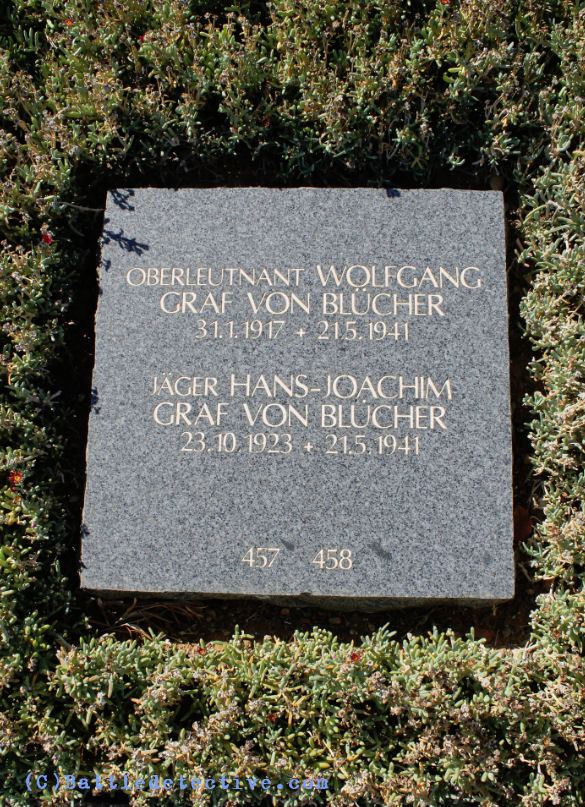 OBERLEUTNANT WOLFGANG
GRAF VON BLÜCHER
31.1.1917 + 21.5.1941
JÄGER HANS-JOACHIM
GRAF VON BLÜCHER
23.10.1923 + 21.5.1941
457 458
(C)Battledetective.com